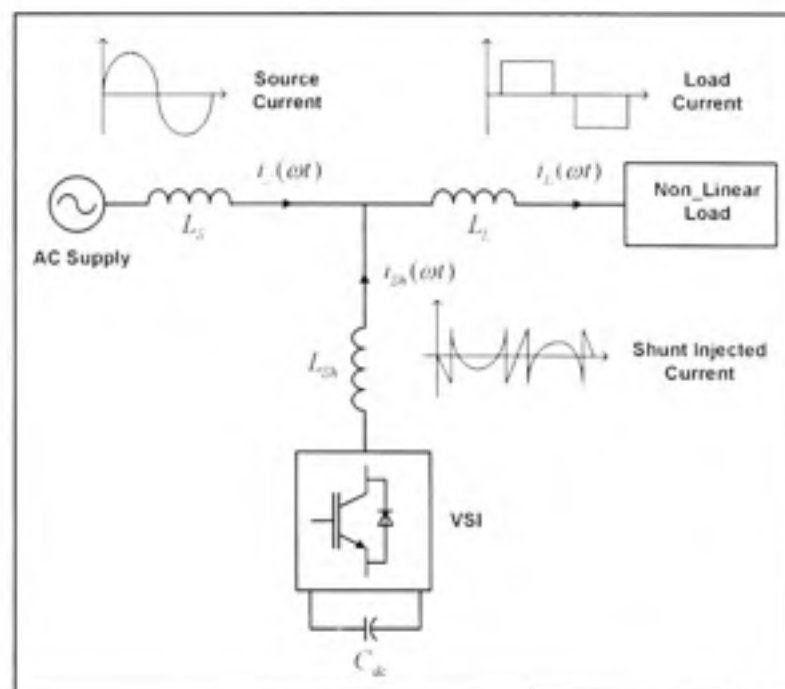 Source
Current
Load
Current
i_s(ωt)
i_L(ωt)
Non_Linear
Load
L_S
L_L
AC Supply
i_Sh(ωt)
L_Sh
Shunt Injected
Current
VSI
C_dc